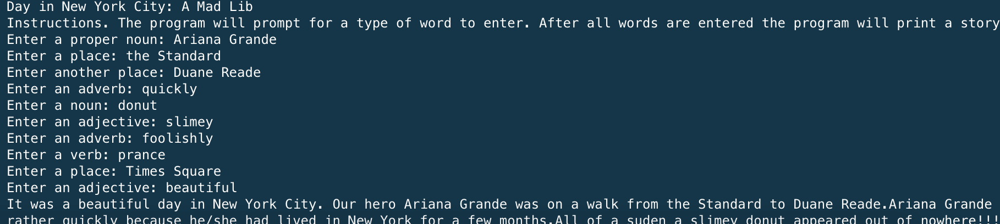 Day in New York City: A Mad Lib
Instructions. The program will prompt for a type of word to enter. After all words are entered the program will print a story
Enter a proper noun: Ariana Grande
Enter a place: the Standard
Enter another place: Duane Reade
Enter an adverb: quickly
Enter a noun: donut
Enter an adjective: slimey
Enter an adverb: foolishly
Enter a verb: prance
Enter a place: Times Square
Enter an adjective: beautiful
It was a beautiful day in New York City. Our hero Ariana Grande was on a walk from the Standard to Duane Reade.Ariana Grande
rather quickly because he/she had lived in New York for a few months.All of a suden a slimey donut appeared out of nowhere!!!